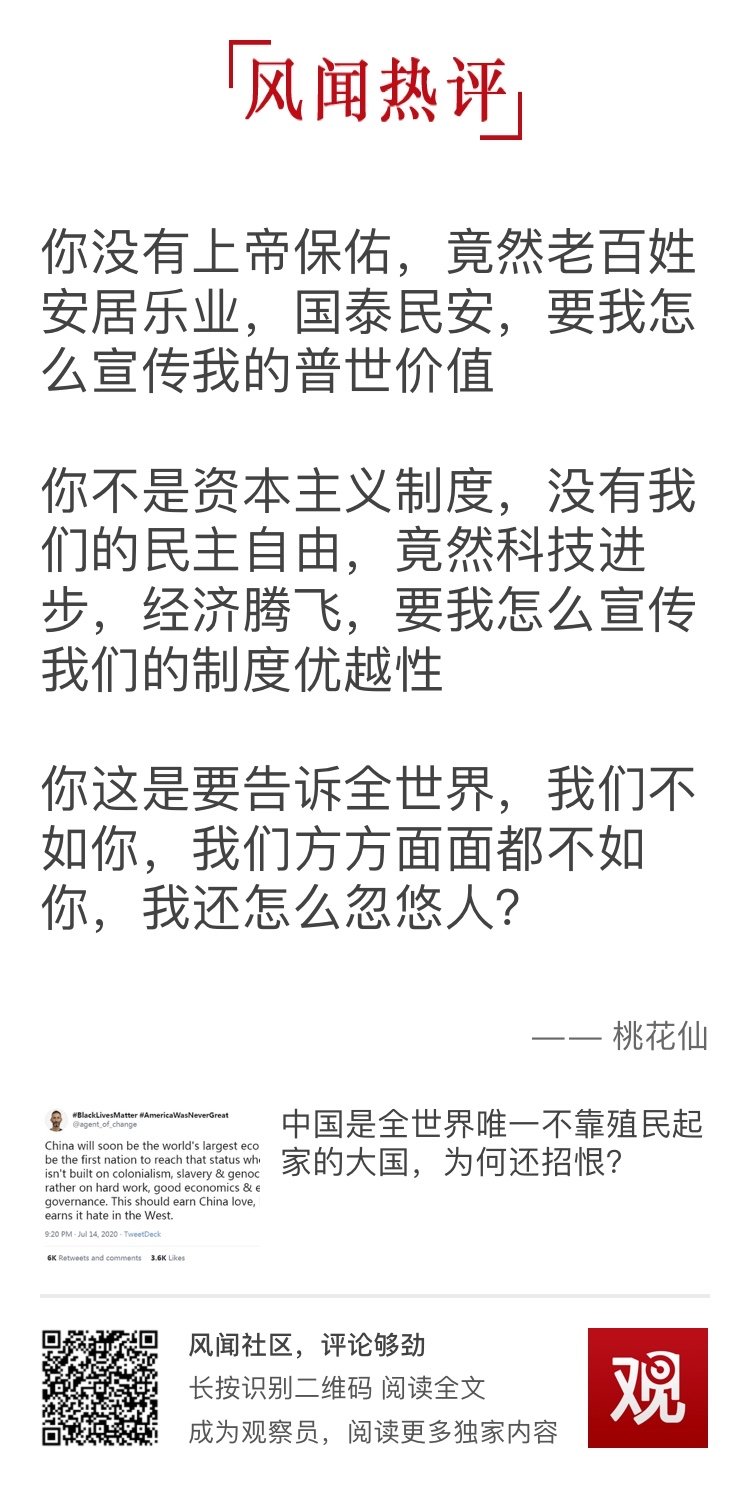 风闻热评
你没有上帝保佑，竟然老百姓
安居乐业，国泰民安，要我怎
么宣传我的普世价值
你不是资本主义制度，没有我
们的民主自由，竟然科技进
步，经济腾飞，要我怎么宣传
我们的制度优越性
你这是要告诉全世界，我们不
如你，我们方方面面都不如
你，我还怎么忽悠人？
—— 桃花仙
#BlackLivesMatter #AmericaWasNeverGreat
@agent_of_change
China will soon be the world's largest eco
be the first nation to reach that status wh
isn't built on colonialism, slavery & genoc
rather on hard work, good economics & e
governance. This should earn China love,
earns it hate in the West.
9:20 PM · Jul 14, 2020 · TweetDeck
6K Retweets and comments 3.6K Likes
中国是全世界唯一不靠殖民起
家的大国，为何还招恨？
风闻社区，评论够劲
长按识别二维码 阅读全文
成为观察员，阅读更多独家内容
观